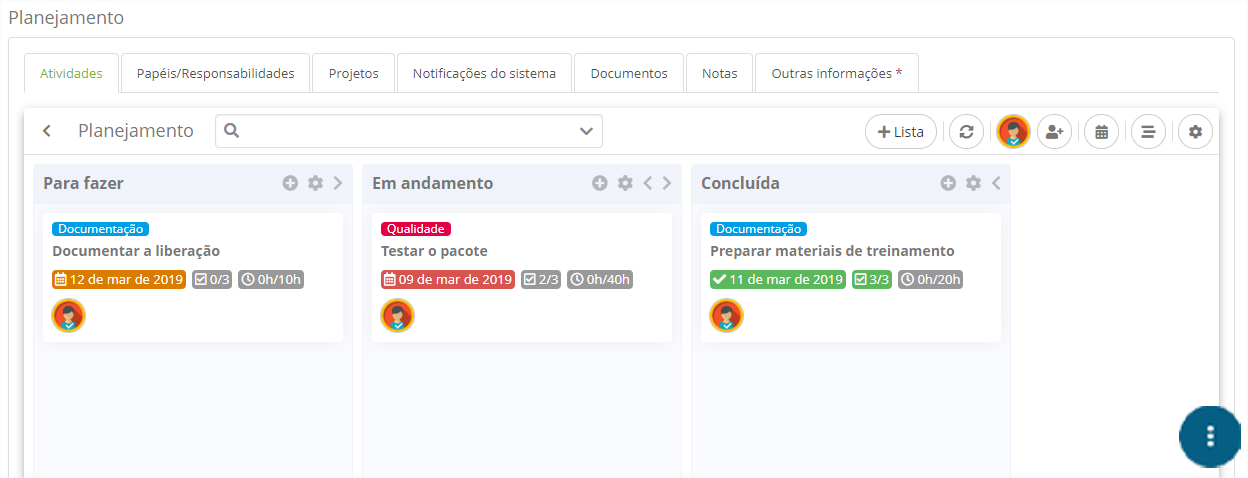 Planejamento
Atividades Papéis/Responsabilidades Projetos Notificações do sistema Documentos Notas Outras informações *
Planejamento Lista
Para fazer Em andamento Concluída
Documentação Qualidade Documentação
Documentar a liberação Testar o pacote Preparar materiais de treinamento
12 de mar de 2019 0/3 0h/10h 09 de mar de 2019 2/3 0h/40h 11 de mar de 2019 3/3 0h/20h